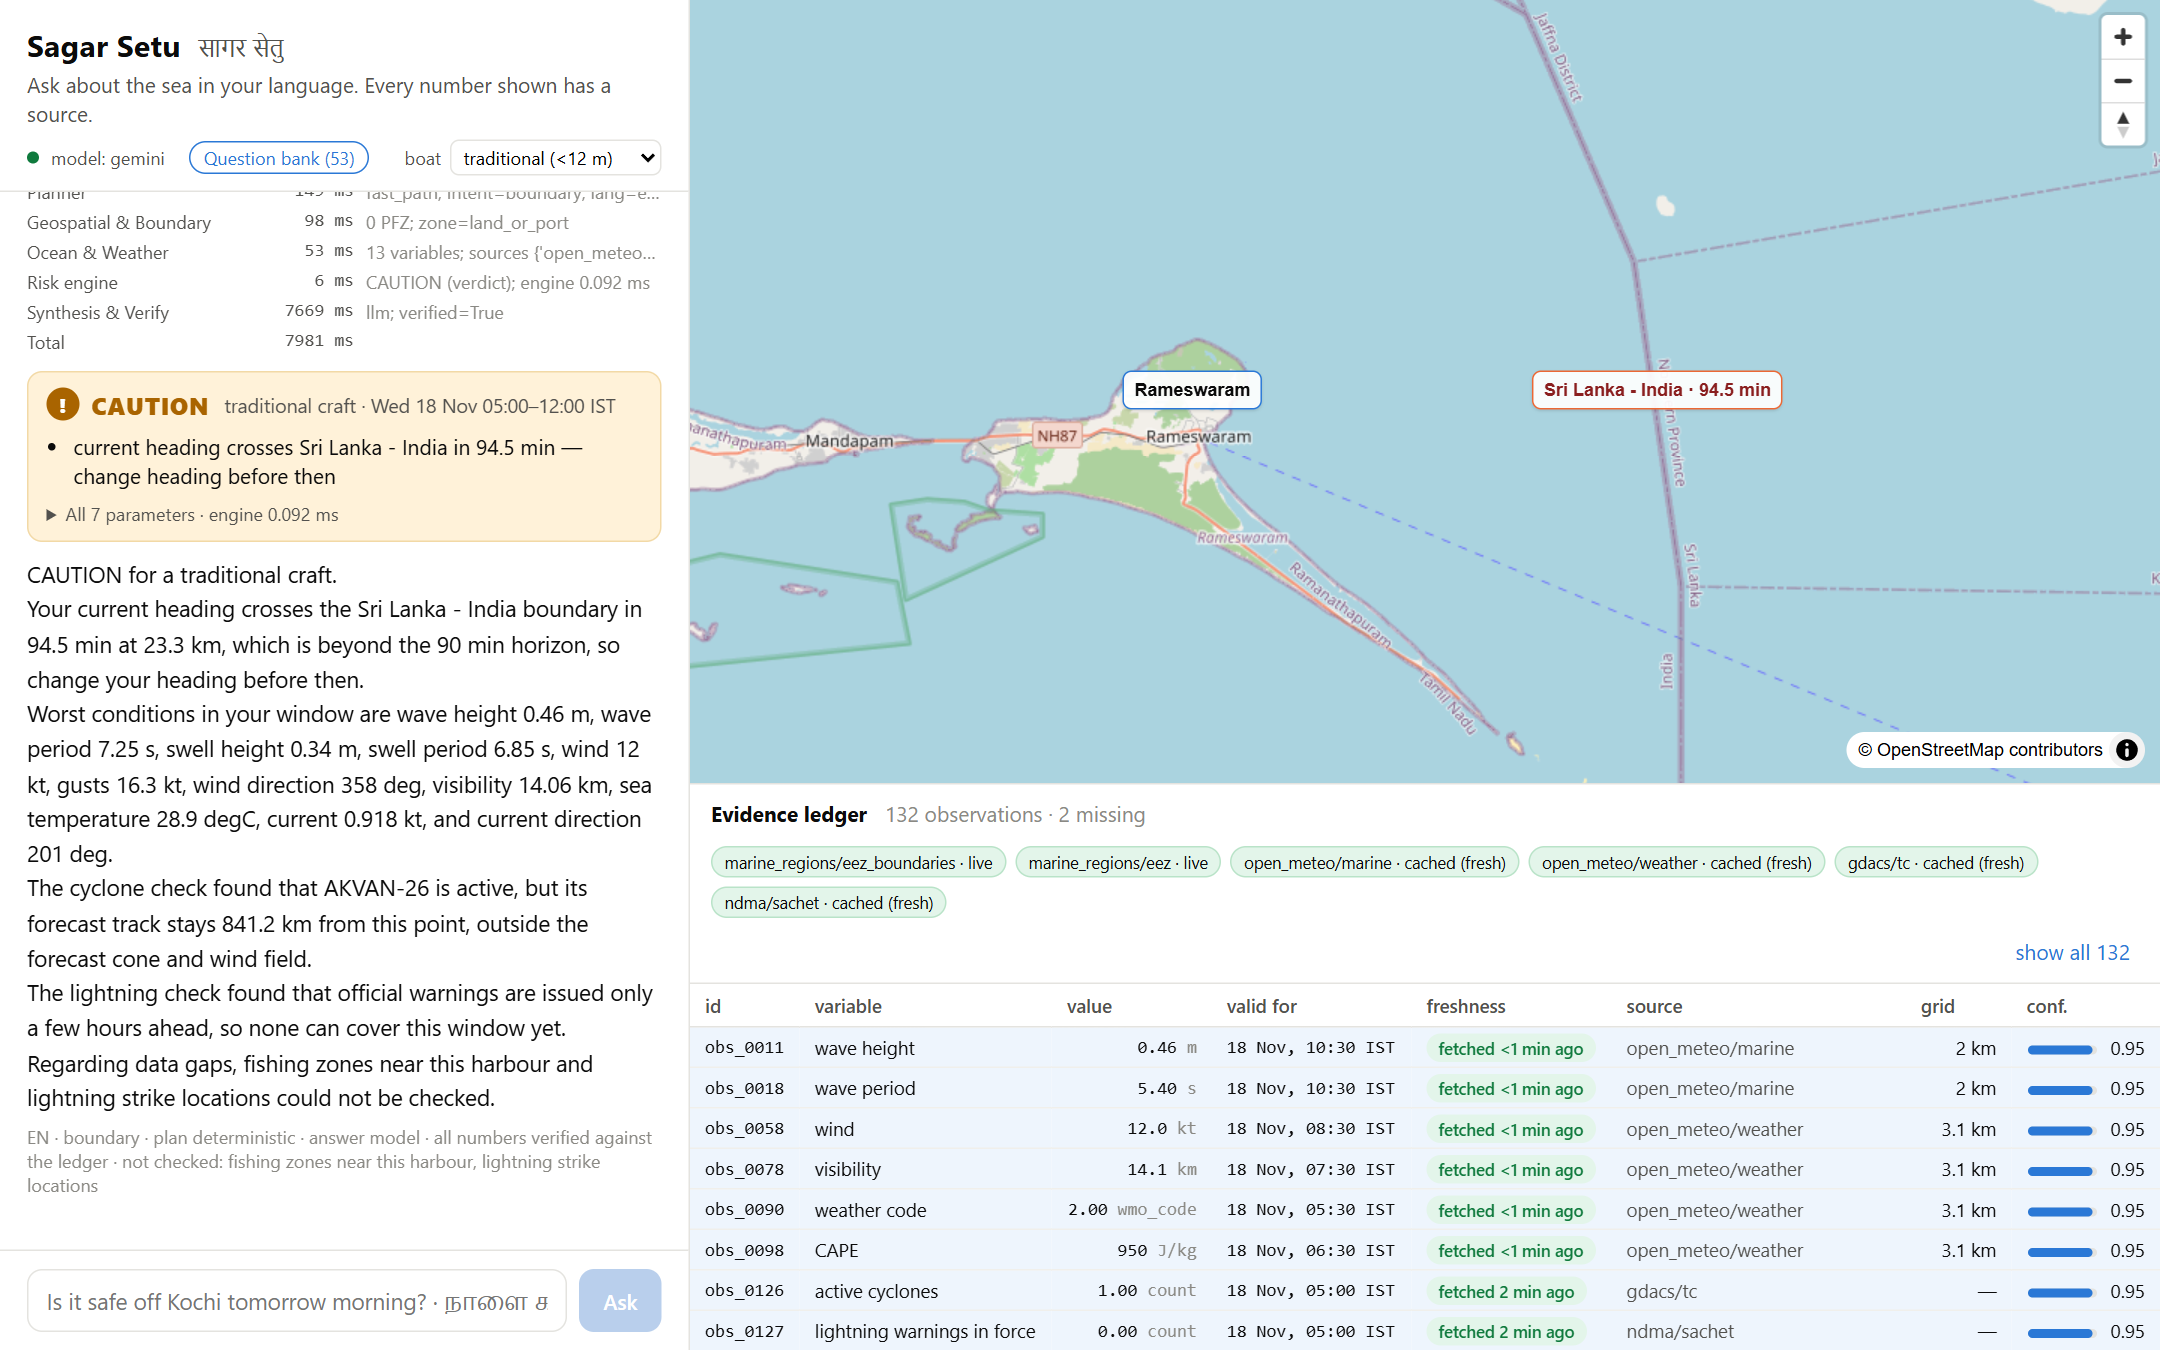 Sagar Setu सागर सेतु
Ask about the sea in your language. Every number shown has a
source.
model: gemini
Question bank (53)
boat
traditional (<12 m)
Planner 149 ms fast_path, intent=boundary, lang=e...
Geospatial & Boundary 98 ms 0 PFZ; zone=land_or_port
Ocean & Weather 53 ms 13 variables; sources {'open_meteo...
Risk engine 6 ms CAUTION (verdict); engine 0.092 ms
Synthesis & Verify 7669 ms llm; verified=True
Total 7981 ms
! CAUTION traditional craft · Wed 18 Nov 05:00–12:00 IST
• current heading crosses Sri Lanka - India in 94.5 min —
change heading before then
▶ All 7 parameters · engine 0.092 ms
CAUTION for a traditional craft.
Your current heading crosses the Sri Lanka - India boundary in
94.5 min at 23.3 km, which is beyond the 90 min horizon, so
change your heading before then.
Worst conditions in your window are wave height 0.46 m, wave
period 7.25 s, swell height 0.34 m, swell period 6.85 s, wind 12
kt, gusts 16.3 kt, wind direction 358 deg, visibility 14.06 km, sea
temperature 28.9 degC, current 0.918 kt, and current direction
201 deg.
The cyclone check found that AKVAN-26 is active, but its
forecast track stays 841.2 km from this point, outside the
forecast cone and wind field.
The lightning check found that official warnings are issued only
a few hours ahead, so none can cover this window yet.
Regarding data gaps, fishing zones near this harbour and
lightning strike locations could not be checked.
EN · boundary · plan deterministic · answer model · all numbers verified against
the ledger · not checked: fishing zones near this harbour, lightning strike
locations
Is it safe off Kochi tomorrow morning? · நாளை ச
Ask
Jaffna District
Rameswaram
Sri Lanka - India · 94.5 min
Mandapam
NH87
Rameswaram
Rameswaram
Ramanathapuram
Tamil Nadu
Sri Lanka
India
+
−
© OpenStreetMap contributors
Evidence ledger 132 observations · 2 missing
marine_regions/eez_boundaries · live
marine_regions/eez · live
open_meteo/marine · cached (fresh)
open_meteo/weather · cached (fresh)
gdacs/tc · cached (fresh)
ndma/sachet · cached (fresh)
show all 132
id variable value valid for freshness source grid conf.
obs_0011 wave height 0.46 m 18 Nov, 10:30 IST fetched <1 min ago open_meteo/marine 2 km 0.95
obs_0018 wave period 5.40 s 18 Nov, 10:30 IST fetched <1 min ago open_meteo/marine 2 km 0.95
obs_0058 wind 12.0 kt 18 Nov, 08:30 IST fetched <1 min ago open_meteo/weather 3.1 km 0.95
obs_0078 visibility 14.1 km 18 Nov, 07:30 IST fetched <1 min ago open_meteo/weather 3.1 km 0.95
obs_0090 weather code 2.00 wmo_code 18 Nov, 05:30 IST fetched <1 min ago open_meteo/weather 3.1 km 0.95
obs_0098 CAPE 950 J/kg 18 Nov, 06:30 IST fetched <1 min ago open_meteo/weather 3.1 km 0.95
obs_0126 active cyclones 1.00 count 18 Nov, 05:00 IST fetched 2 min ago gdacs/tc — 0.95
obs_0127 lightning warnings in force 0.00 count 18 Nov, 05:00 IST fetched 2 min ago ndma/sachet — 0.95